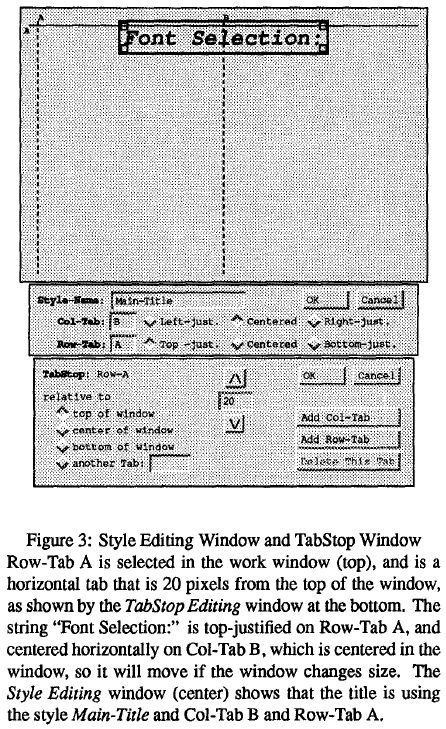 A B
A
Font Selection:
Style-Name: Main-Title OK Cancel
Col-Tab: B Left-just. Centered Right-just.
Row-Tab: A Top -just. Centered Bottom-just.
TabStop: Row-A /\ OK Cancel
relative to 20
top of window
center of window \/ Add Col-Tab
bottom of window Add Row-Tab
another Tab: Delete This Tab
Figure 3: Style Editing Window and TabStop Window
Row-Tab A is selected in the work window (top), and is a
horizontal tab that is 20 pixels from the top of the window,
as shown by the TabStop Editing window at the bottom. The
string “Font Selection:” is top-justified on Row-Tab A, and
centered horizontally on Col-Tab B, which is centered in the
window, so it will move if the window changes size. The
Style Editing window (center) shows that the title is using
the style Main-Title and Col-Tab B and Row-Tab A.